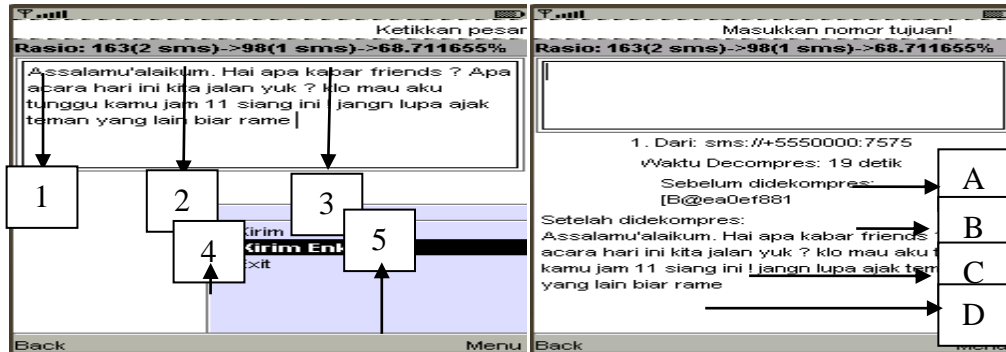 Ketikkan pesan
Rasio: 163(2 sms)->98(1 sms)->68.711655%
Assalamu'alaikum. Hai apa kabar friends ? Apa
acara hari ini kita jalan yuk ? klo mau aku
tunggu kamu jam 11 siang ini ! jangn lupa ajak
teman yang lain biar rame
1
2
3
4
5
Kirim
Kirim
Exit
Back
Menu
Masukkan nomor tujuan!
Rasio: 163(2 sms)->98(1 sms)->68.711655%
1. Dari: sms://+5550000:7575
Waktu Decompres: 19 detik
Sebelum didekompres:
[B@ea0ef881
Setelah didekompres:
Assalamu'alaikum. Hai apa kabar friends
acara hari ini kita jalan yuk ? klo mau aku
kamu jam 11 siang ini ! jangn lupa ajak
yang lain biar rame
A
B
C
D
Back
Menu